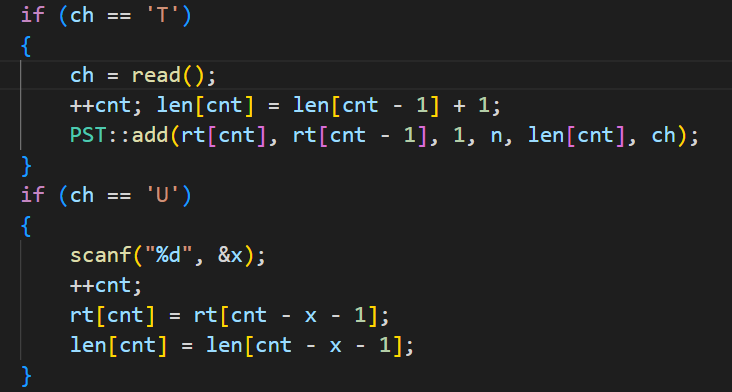 if (ch == 'T')
{
    ch = read();
    ++cnt; len[cnt] = len[cnt - 1] + 1;
    PST::add(rt[cnt], rt[cnt - 1], 1, n, len[cnt], ch);
}
if (ch == 'U')
{
    scanf("%d", &x);
    ++cnt;
    rt[cnt] = rt[cnt - x - 1];
    len[cnt] = len[cnt - x - 1];
}